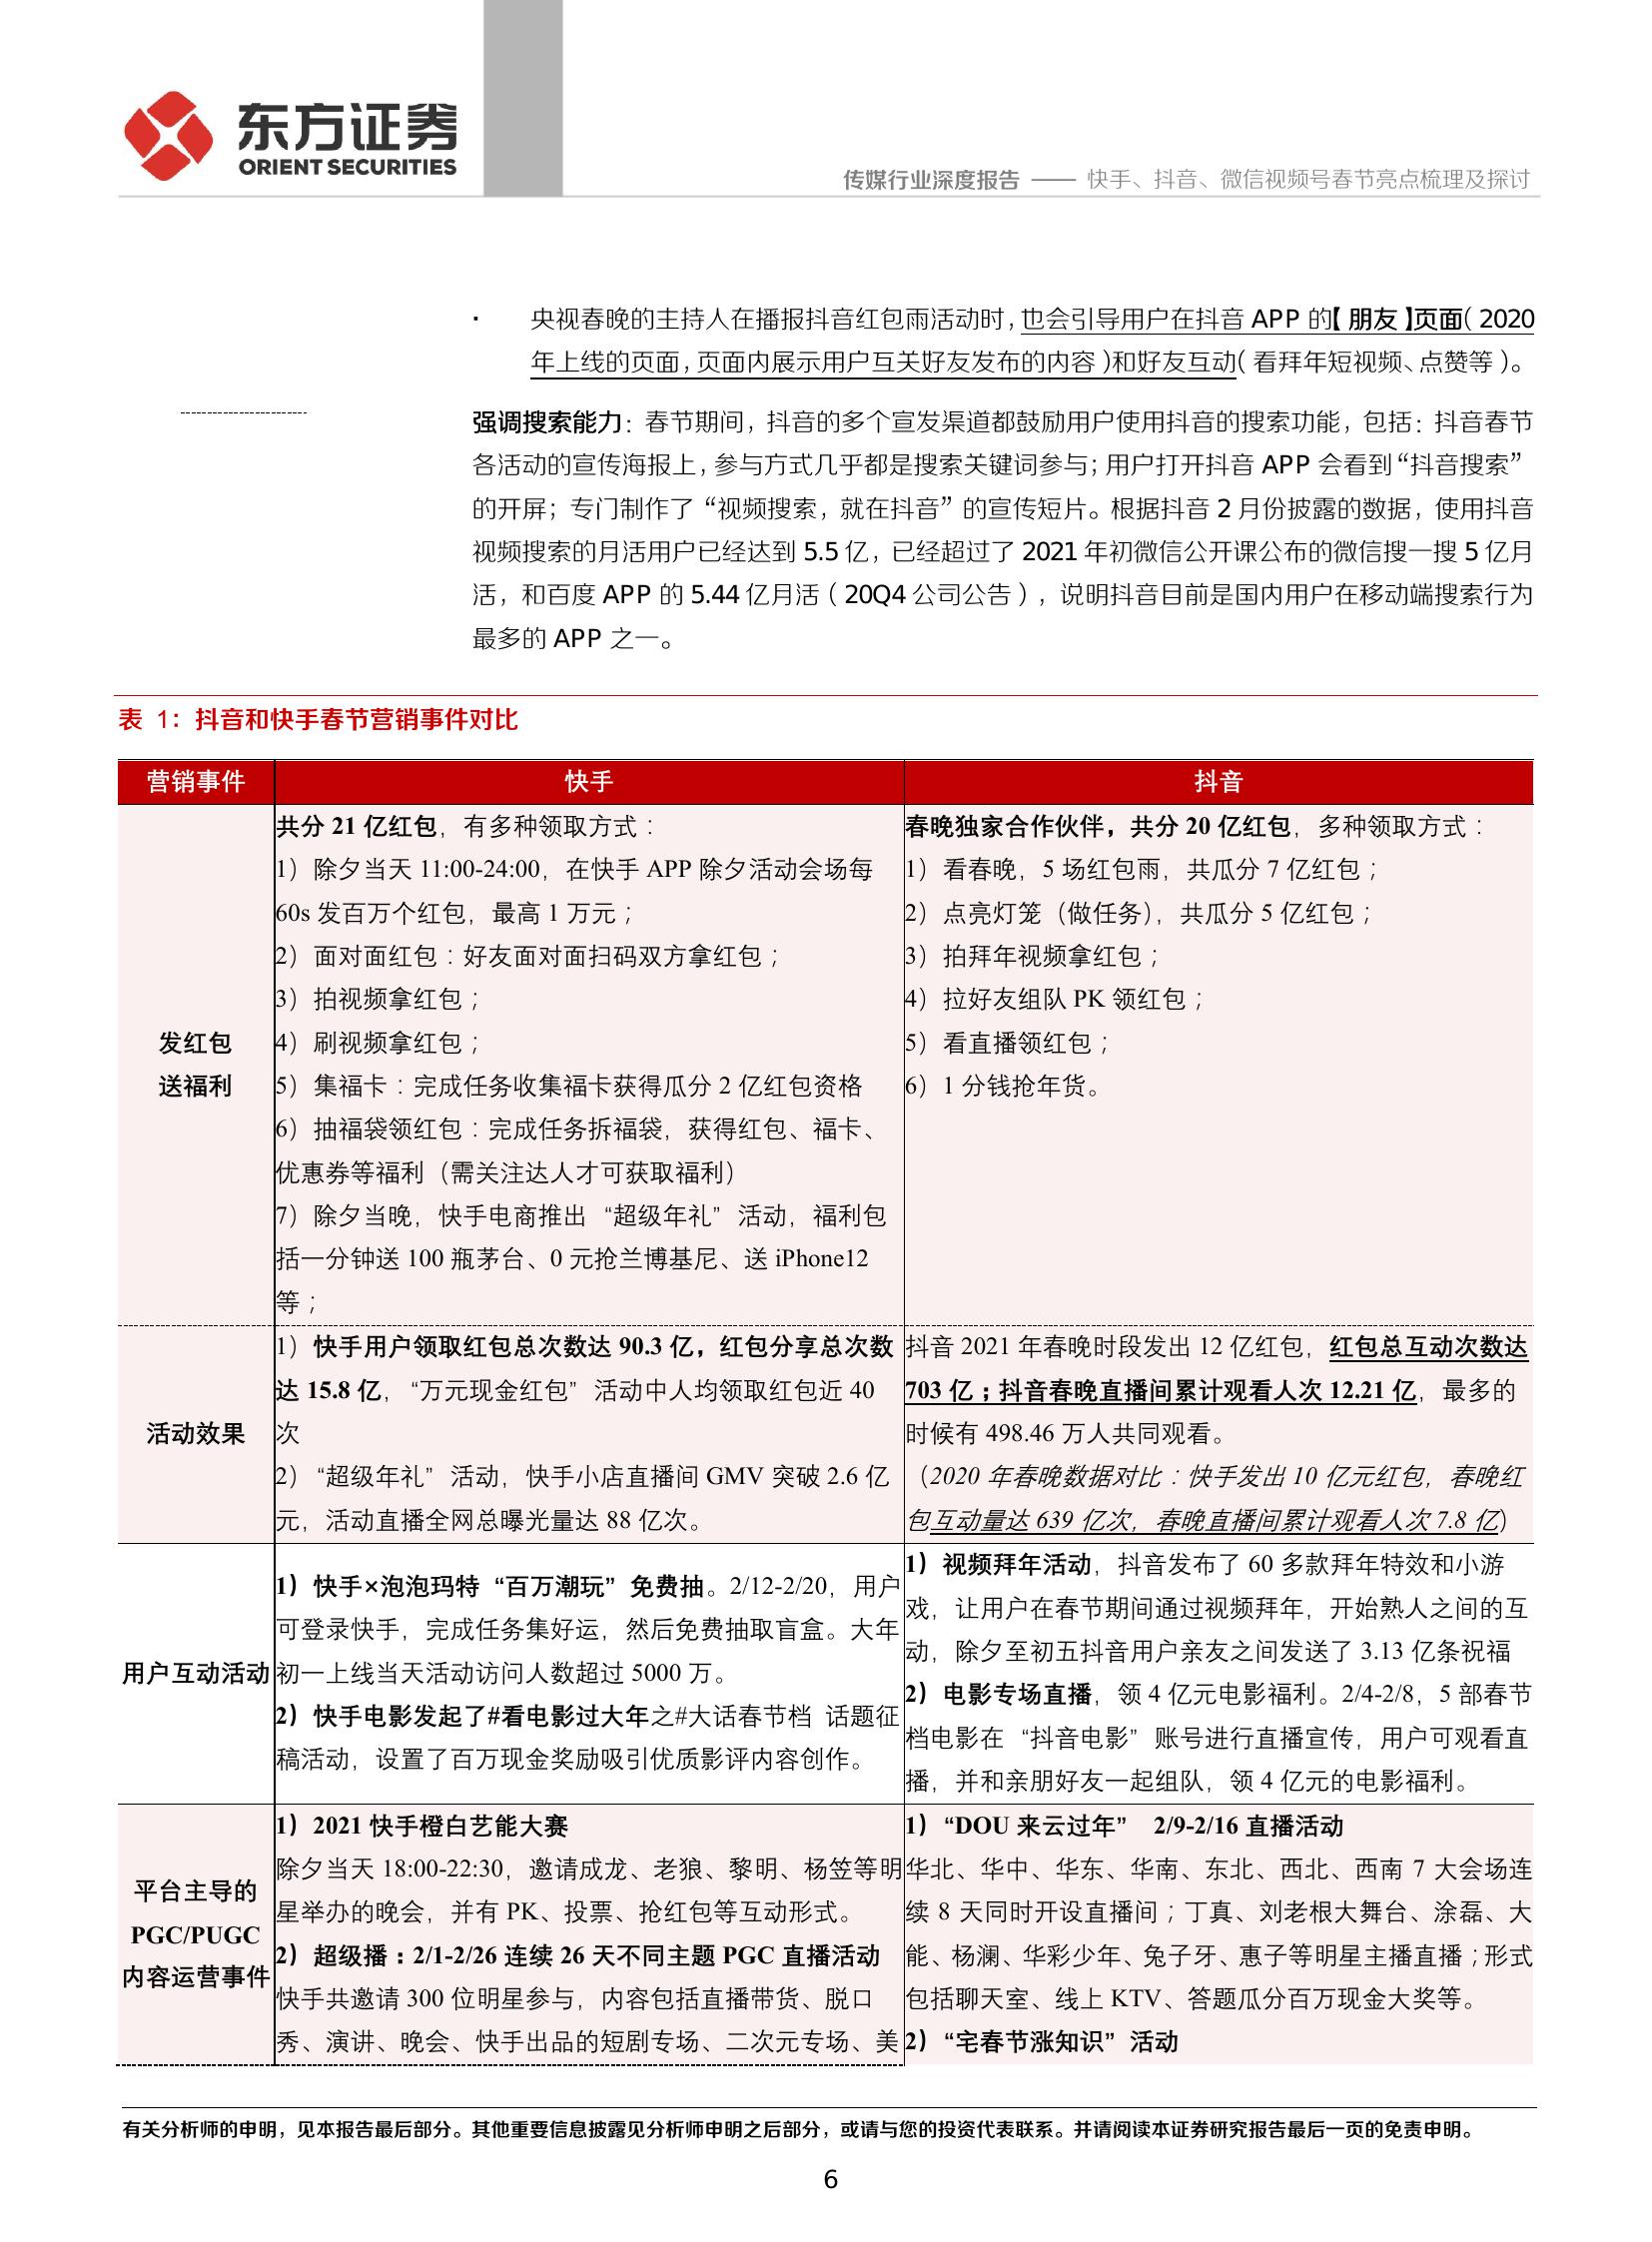 东方证券
ORIENT SECURITIES
传媒行业深度报告 —— 快手、抖音、微信视频号春节亮点梳理及探讨
· 央视春晚的主持人在播报抖音红包雨活动时，也会引导用户在抖音 APP 的【朋友】页面（2020
年上线的页面，页面内展示用户互关好友发布的内容）和好友互动（看拜年短视频、点赞等）。
强调搜索能力：春节期间，抖音的多个宣发渠道都鼓励用户使用抖音的搜索功能，包括：抖音春节
各活动的宣传海报上，参与方式几乎都是搜索关键词参与；用户打开抖音 APP 会看到“抖音搜索”
的开屏；专门制作了“视频搜索，就在抖音”的宣传短片。根据抖音 2 月份披露的数据，使用抖音
视频搜索的月活用户已经达到 5.5 亿，已经超过了 2021 年初微信公开课公布的微信搜一搜 5 亿月
活，和百度 APP 的 5.44 亿月活（20Q4 公司公告），说明抖音目前是国内用户在移动端搜索行为
最多的 APP 之一。
表 1：抖音和快手春节营销事件对比
营销事件 快手 抖音
发红包
送福利
共分 21 亿红包，有多种领取方式：
1）除夕当天 11:00-24:00，在快手 APP 除夕活动会场每
60s 发百万个红包，最高 1 万元；
2）面对面红包：好友面对面扫码双方拿红包；
3）拍视频拿红包；
4）刷视频拿红包；
5）集福卡：完成任务收集福卡获得瓜分 2 亿红包资格
6）抽福袋领红包：完成任务拆福袋，获得红包、福卡、
优惠券等福利（需关注达人才可获取福利）
7）除夕当晚，快手电商推出“超级年礼”活动，福利包
括一分钟送 100 瓶茅台、0 元抢兰博基尼、送 iPhone12
等；
春晚独家合作伙伴，共分 20 亿红包，多种领取方式：
1）看春晚，5 场红包雨，共瓜分 7 亿红包；
2）点亮灯笼（做任务），共瓜分 5 亿红包；
3）拍拜年视频拿红包；
4）拉好友组队 PK 领红包；
5）看直播领红包；
6）1 分钱抢年货。
活动效果
1）快手用户领取红包总次数达 90.3 亿，红包分享总次数
达 15.8 亿，“万元现金红包”活动中人均领取红包近 40
次
2）“超级年礼”活动，快手小店直播间 GMV 突破 2.6 亿
元，活动直播全网总曝光量达 88 亿次。
抖音 2021 年春晚时段发出 12 亿红包，红包总互动次数达
703 亿；抖音春晚直播间累计观看人次 12.21 亿，最多的
时候有 498.46 万人共同观看。
（2020 年春晚数据对比：快手发出 10 亿元红包，春晚红
包互动量达 639 亿次，春晚直播间累计观看人次 7.8 亿）
用户互动活动
1）快手×泡泡玛特“百万潮玩”免费抽。2/12-2/20，用户
可登录快手，完成任务集好运，然后免费抽取盲盒。大年
初一上线当天活动访问人数超过 5000 万。
2）快手电影发起了#看电影过大年之#大话春节档 话题征
稿活动，设置了百万现金奖励吸引优质影评内容创作。
1）视频拜年活动，抖音发布了 60 多款拜年特效和小游
戏，让用户在春节期间通过视频拜年，开始熟人之间的互
动，除夕至初五抖音用户亲友之间发送了 3.13 亿条祝福
2）电影专场直播，领 4 亿元电影福利。2/4-2/8，5 部春节
档电影在“抖音电影”账号进行直播宣传，用户可观看直
播，并和亲朋好友一起组队，领 4 亿元的电影福利。
平台主导的
PGC/PUGC
内容运营事件
1）2021 快手橙白艺能大赛
除夕当天 18:00-22:30，邀请成龙、老狼、黎明、杨笠等明
星举办的晚会，并有 PK、投票、抢红包等互动形式。
2）超级播：2/1-2/26 连续 26 天不同主题 PGC 直播活动
快手共邀请 300 位明星参与，内容包括直播带货、脱口
秀、演讲、晚会、快手出品的短剧专场、二次元专场、美
1）“DOU 来云过年” 2/9-2/16 直播活动
华北、华中、华东、华南、东北、西北、西南 7 大会场连
续 8 天同时开设直播间；丁真、刘老根大舞台、涂磊、大
能、杨澜、华彩少年、兔子牙、惠子等明星主播直播；形式
包括聊天室、线上 KTV、答题瓜分百万现金大奖等。
2）“宅春节涨知识”活动
有关分析师的申明，见本报告最后部分。其他重要信息披露见分析师申明之后部分，或请与您的投资代表联系。并请阅读本证券研究报告最后一页的免责申明。
6